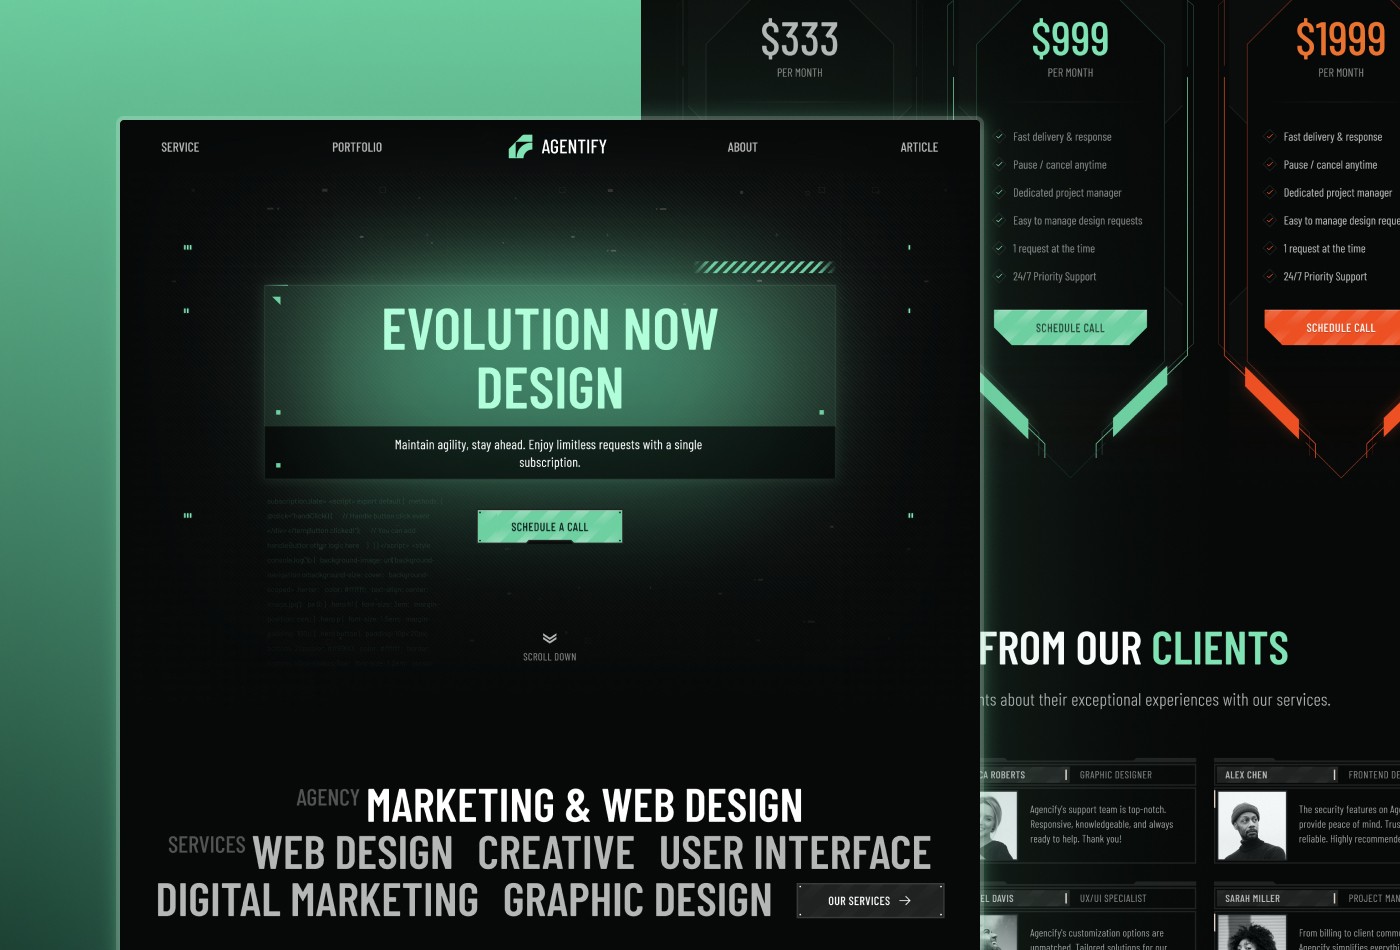 $333
PER MONTH
$999
PER MONTH
$1999
PER MONTH
SERVICE
PORTFOLIO
AGENTIFY
ABOUT
ARTICLE
EVOLUTION NOW
DESIGN
Maintain agility, stay ahead. Enjoy limitless requests with a single
subscription.
SCHEDULE A CALL
SCROLL DOWN
AGENCY MARKETING & WEB DESIGN
SERVICES WEB DESIGN CREATIVE USER INTERFACE
DIGITAL MARKETING GRAPHIC DESIGN OUR SERVICES
Fast delivery & response
Pause / cancel anytime
Dedicated project manager
Easy to manage design requests
1 request at the time
24/7 Priority Support
SCHEDULE CALL
Fast delivery & response
Pause / cancel anytime
Dedicated project manager
Easy to manage design reque
1 request at the time
24/7 Priority Support
SCHEDULE CALL
FROM OUR CLIENTS
nts about their exceptional experiences with our services.
CA ROBERTS
GRAPHIC DESIGNER
Agencify's support team is top-notch.
Responsive, knowledgeable, and always
ready to help. Thank you!
ALEX CHEN
FRONTEND DE
The security features on Age
provide peace of mind. Trus
reliable. Highly recommende
EL DAVIS
UX/UI SPECIALIST
Agencify's customization options are
unmatched. Tailored solutions for our
SARAH MILLER
PROJECT MAN
From billing to client commu
Agencify simplifies everythi